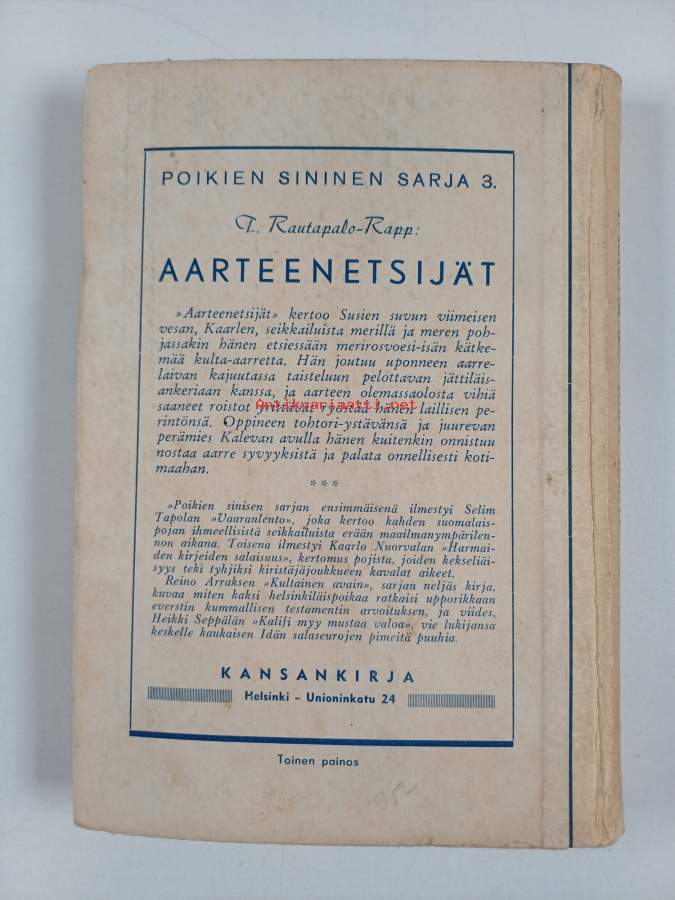 POIKIEN SININEN SARJA 3.
T. Rautapalo-Rapp:
AARTEENETSIJÄT
»Aarteenetsijät» kertoo Susien suvun viimeisen
vesan, Kaarlen, seikkailuista merillä ja meren poh-
jassakin hänen etsiessään merirosvoesi-isän kätke-
mää kulta-aarretta. Hän joutuu uponneen aarre-
laivan kajuutassa taisteluun pelottavan jättiläis-
ankeriaan kanssa, ja aarteen olemassaolosta vihiä
saaneet roistot yrittävät ryöstää hänen laillisen pe-
Antikvariaatti.net
rintönsä. Oppineen tohtori-ystävänsä ja juurevan
perämies Kalevan avulla hänen kuitenkin onnistuu
nostaa aarre syvyyksistä ja palata onnellisesti koti-
maahan.
* * *
»Poikien sinisen sarjan ensimmäisenä ilmestyi Selim
Tapolan »Vaaranlento», joka kertoo kahden suomalais-
pojan ihmeellisistä seikkailuista erään maailmanympärilen-
non aikana. Toisena ilmestyi Kaarlo Nuorvalan »Harmai-
den kirjeiden salaisuus», kertomus pojista, joiden kekseliäi-
syys teki tyhjiksi kiristäjäjoukkueen kavalat aikeet.
Reino Arraksen »Kultainen avain», sarjan neljäs kirja,
kuvaa miten kaksi helsinkiläispoikaa ratkaisi upporikkaan
everstin kummallisen testamentin arvoituksen, ja viides,
Heikki Seppälän »Kalifi myy mustaa valoa», vie lukijansa
keskelle kaukaisen Idän salaseurojen pimeitä puuhia.
KANSANKIRJA
Helsinki - Unioninkatu 24
Toinen painos